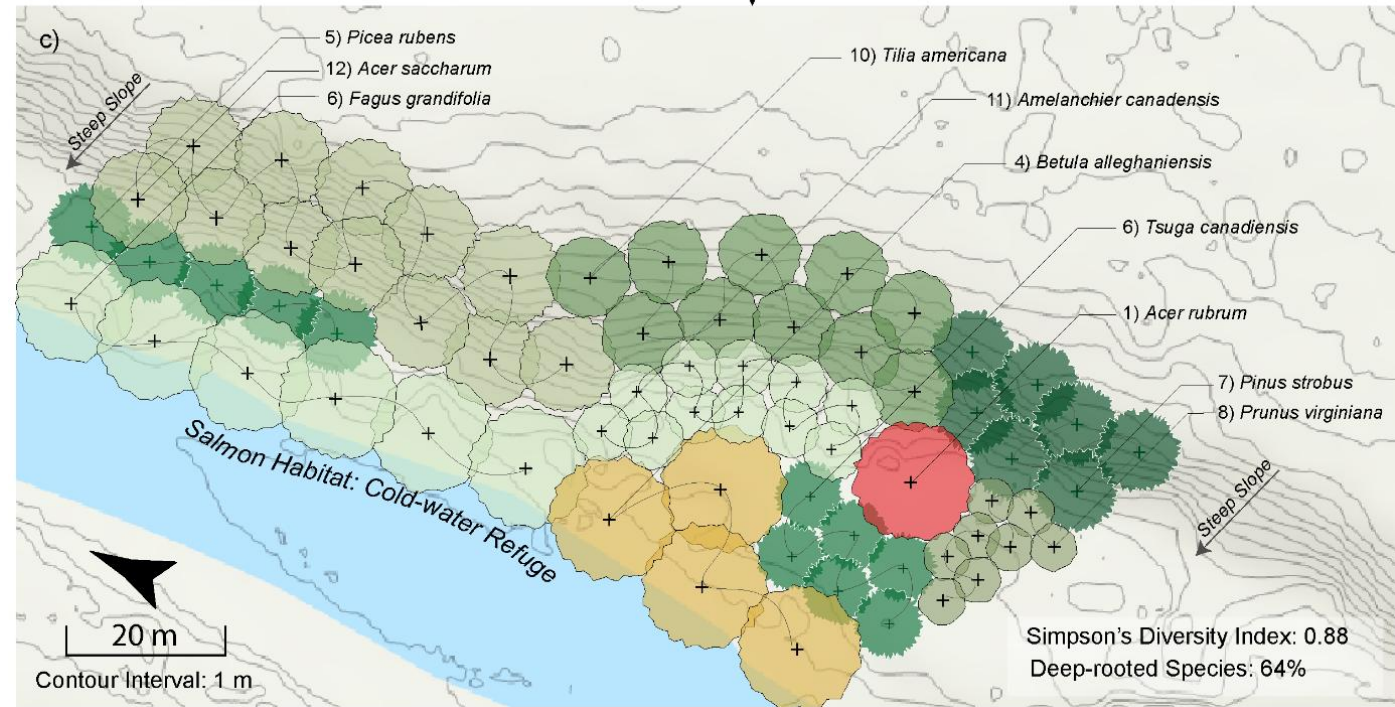 c)
5) Picea rubens
12) Acer saccharum
6) Fagus grandifolia
10) Tilia americana
11) Amelanchier canadensis
4) Betula alleghaniensis
6) Tsuga canadiensis
1) Acer rubrum
7) Pinus strobus
8) Prunus virginiana
Steep Slope
Salmon Habitat: Cold-water Refuge
Steep Slope
20 m
Contour Interval: 1 m
Simpson's Diversity Index: 0.88
Deep-rooted Species: 64%